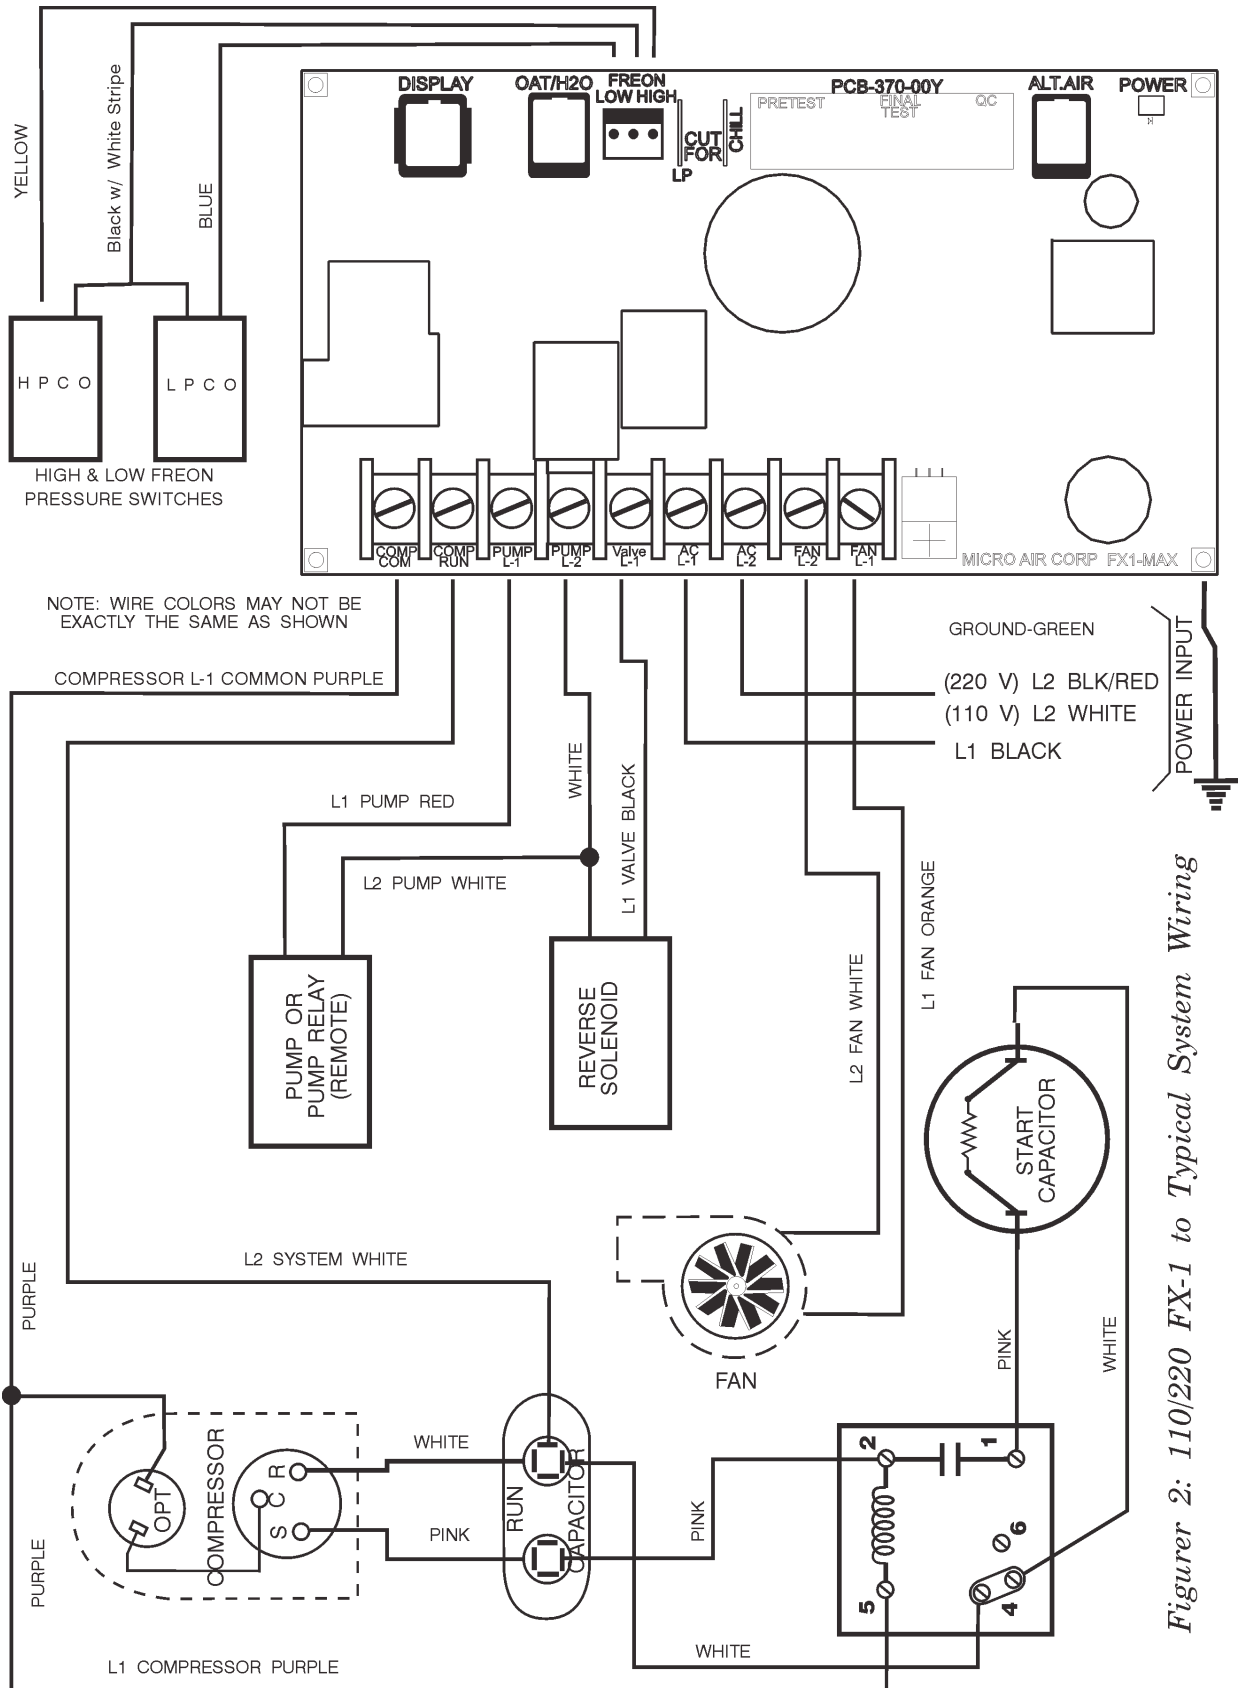 DISPLAY
OAT/H2O
FREON
LOW HIGH
CUT
FOR
CHILL
LP
PCB-370-00Y
PRETEST
FINAL
TEST
QC
ALT.AIR
POWER
YELLOW
Black w/ White Stripe
BLUE
H P C O
L P C O
HIGH & LOW FREON
PRESSURE SWITCHES
COMP
COM
COMP
RUN
PUMP
L-1
PUMP
L-2
Valve
L-1
AC
L-1
AC
L-2
FAN
L-2
FAN
L-1
MICRO AIR CORP FX1-MAX
NOTE: WIRE COLORS MAY NOT BE
EXACTLY THE SAME AS SHOWN
GROUND-GREEN
COMPRESSOR L-1 COMMON PURPLE
(220 V) L2 BLK/RED
(110 V) L2 WHITE
L1 BLACK
POWER INPUT
L1 PUMP RED
WHITE
L1 VALVE BLACK
L2 PUMP WHITE
L1 FAN ORANGE
L2 FAN WHITE
PUMP OR
PUMP RELAY
(REMOTE)
REVERSE
SOLENOID
START
CAPACITOR
L2 SYSTEM WHITE
PURPLE
FAN
PINK
WHITE
COMPRESSOR
OPT
R
C
S
WHITE
PINK
RUN
CAPACITOR
PINK
2
1
6
5
4
PURPLE
WHITE
L1 COMPRESSOR PURPLE
Figurer 2: 110/220 FX-1 to Typical System Wiring